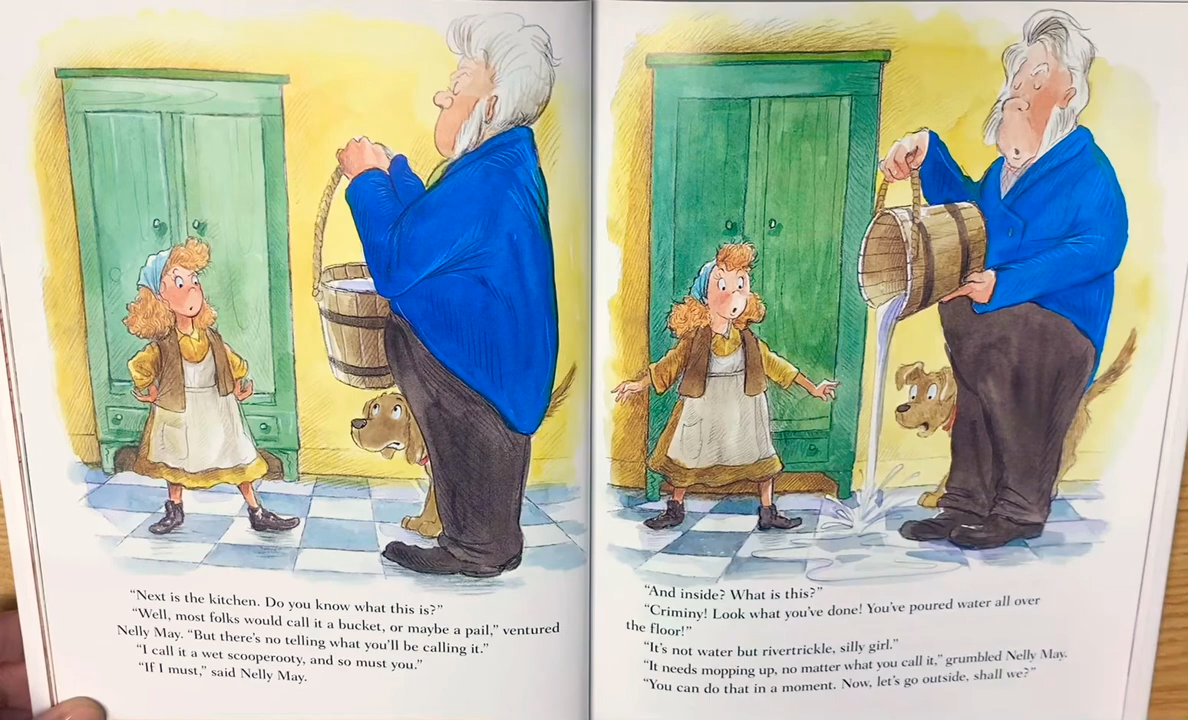 "Next is the kitchen. Do you know what this is?"
"Well, most folks would call it a bucket, or maybe a pail," ventured
Nelly May. "But there's no telling what you'll be calling it."
"I call it a wet scooperooty, and so must you."
"If I must," said Nelly May.
"And inside? What is this?"
"Criminy! Look what you've done! You've poured water all over
the floor!"
"It's not water but rivertrickle, silly girl."
"It needs mopping up, no matter what you call it," grumbled Nelly May.
"You can do that in a moment. Now, let's go outside, shall we?"